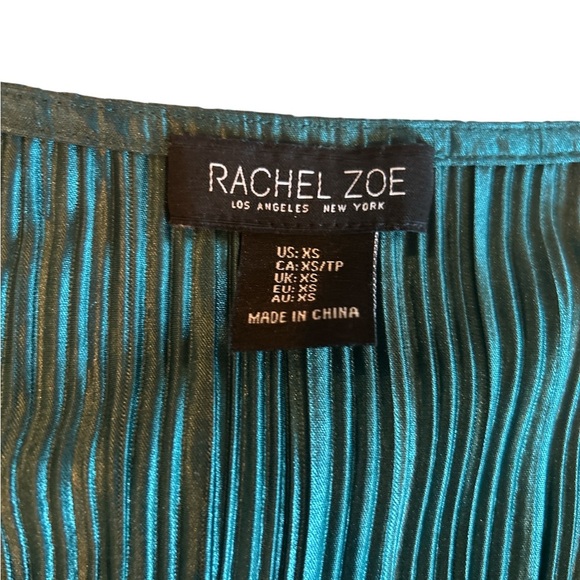 RACHEL ZOE
LOS ANGELES NEW YORK
US: XS
CA: XS/TP
UK: XS
EU: XS
AU: XS
MADE IN CHINA